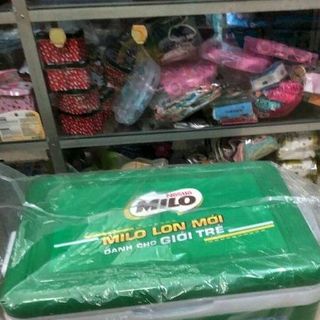 Nestlé
MILO
MILO LON MỚI
DÀNH CHO GIỚI TRẺ